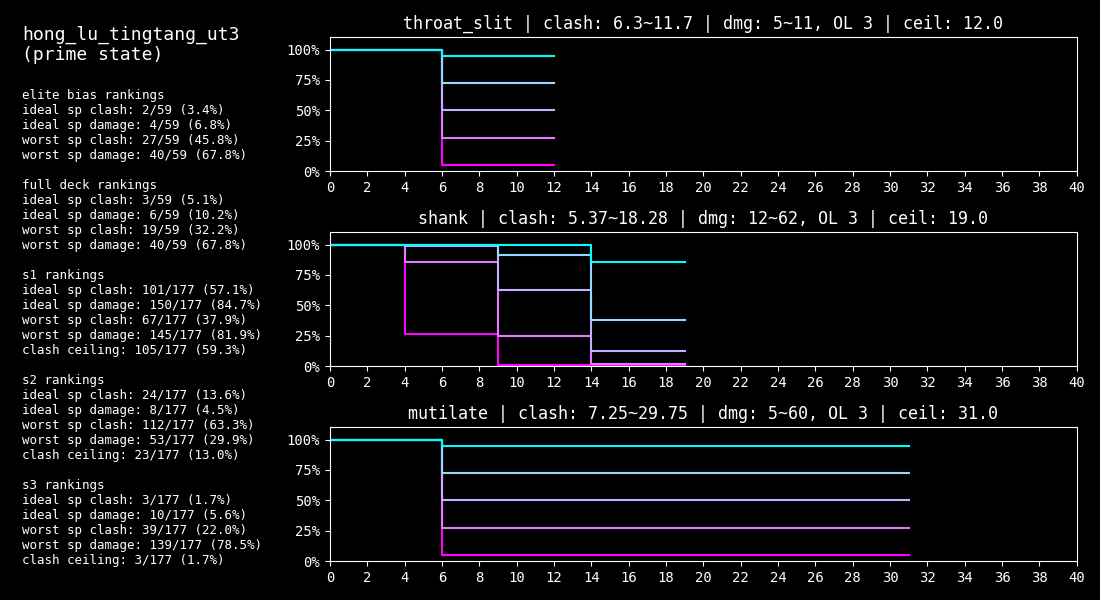 hong_lu_tingtang_ut3
(prime state)
elite bias rankings
ideal sp clash: 2/59 (3.4%)
ideal sp damage: 4/59 (6.8%)
worst sp clash: 27/59 (45.8%)
worst sp damage: 40/59 (67.8%)
full deck rankings
ideal sp clash: 3/59 (5.1%)
ideal sp damage: 6/59 (10.2%)
worst sp clash: 19/59 (32.2%)
worst sp damage: 40/59 (67.8%)
s1 rankings
ideal sp clash: 101/177 (57.1%)
ideal sp damage: 150/177 (84.7%)
worst sp clash: 67/177 (37.9%)
worst sp damage: 145/177 (81.9%)
clash ceiling: 105/177 (59.3%)
s2 rankings
ideal sp clash: 24/177 (13.6%)
ideal sp damage: 8/177 (4.5%)
worst sp clash: 112/177 (63.3%)
worst sp damage: 53/177 (29.9%)
clash ceiling: 23/177 (13.0%)
s3 rankings
ideal sp clash: 3/177 (1.7%)
ideal sp damage: 10/177 (5.6%)
worst sp clash: 39/177 (22.0%)
worst sp damage: 139/177 (78.5%)
clash ceiling: 3/177 (1.7%)
throat_slit | clash: 6.3~11.7 | dmg: 5~11, OL 3 | ceil: 12.0
100%
75%
50%
25%
0%
0 2 4 6 8 10 12 14 16 18 20 22 24 26 28 30 32 34 36 38 40
shank | clash: 5.37~18.28 | dmg: 12~62, OL 3 | ceil: 19.0
100%
75%
50%
25%
0%
0 2 4 6 8 10 12 14 16 18 20 22 24 26 28 30 32 34 36 38 40
mutilate | clash: 7.25~29.75 | dmg: 5~60, OL 3 | ceil: 31.0
100%
75%
50%
25%
0%
0 2 4 6 8 10 12 14 16 18 20 22 24 26 28 30 32 34 36 38 40